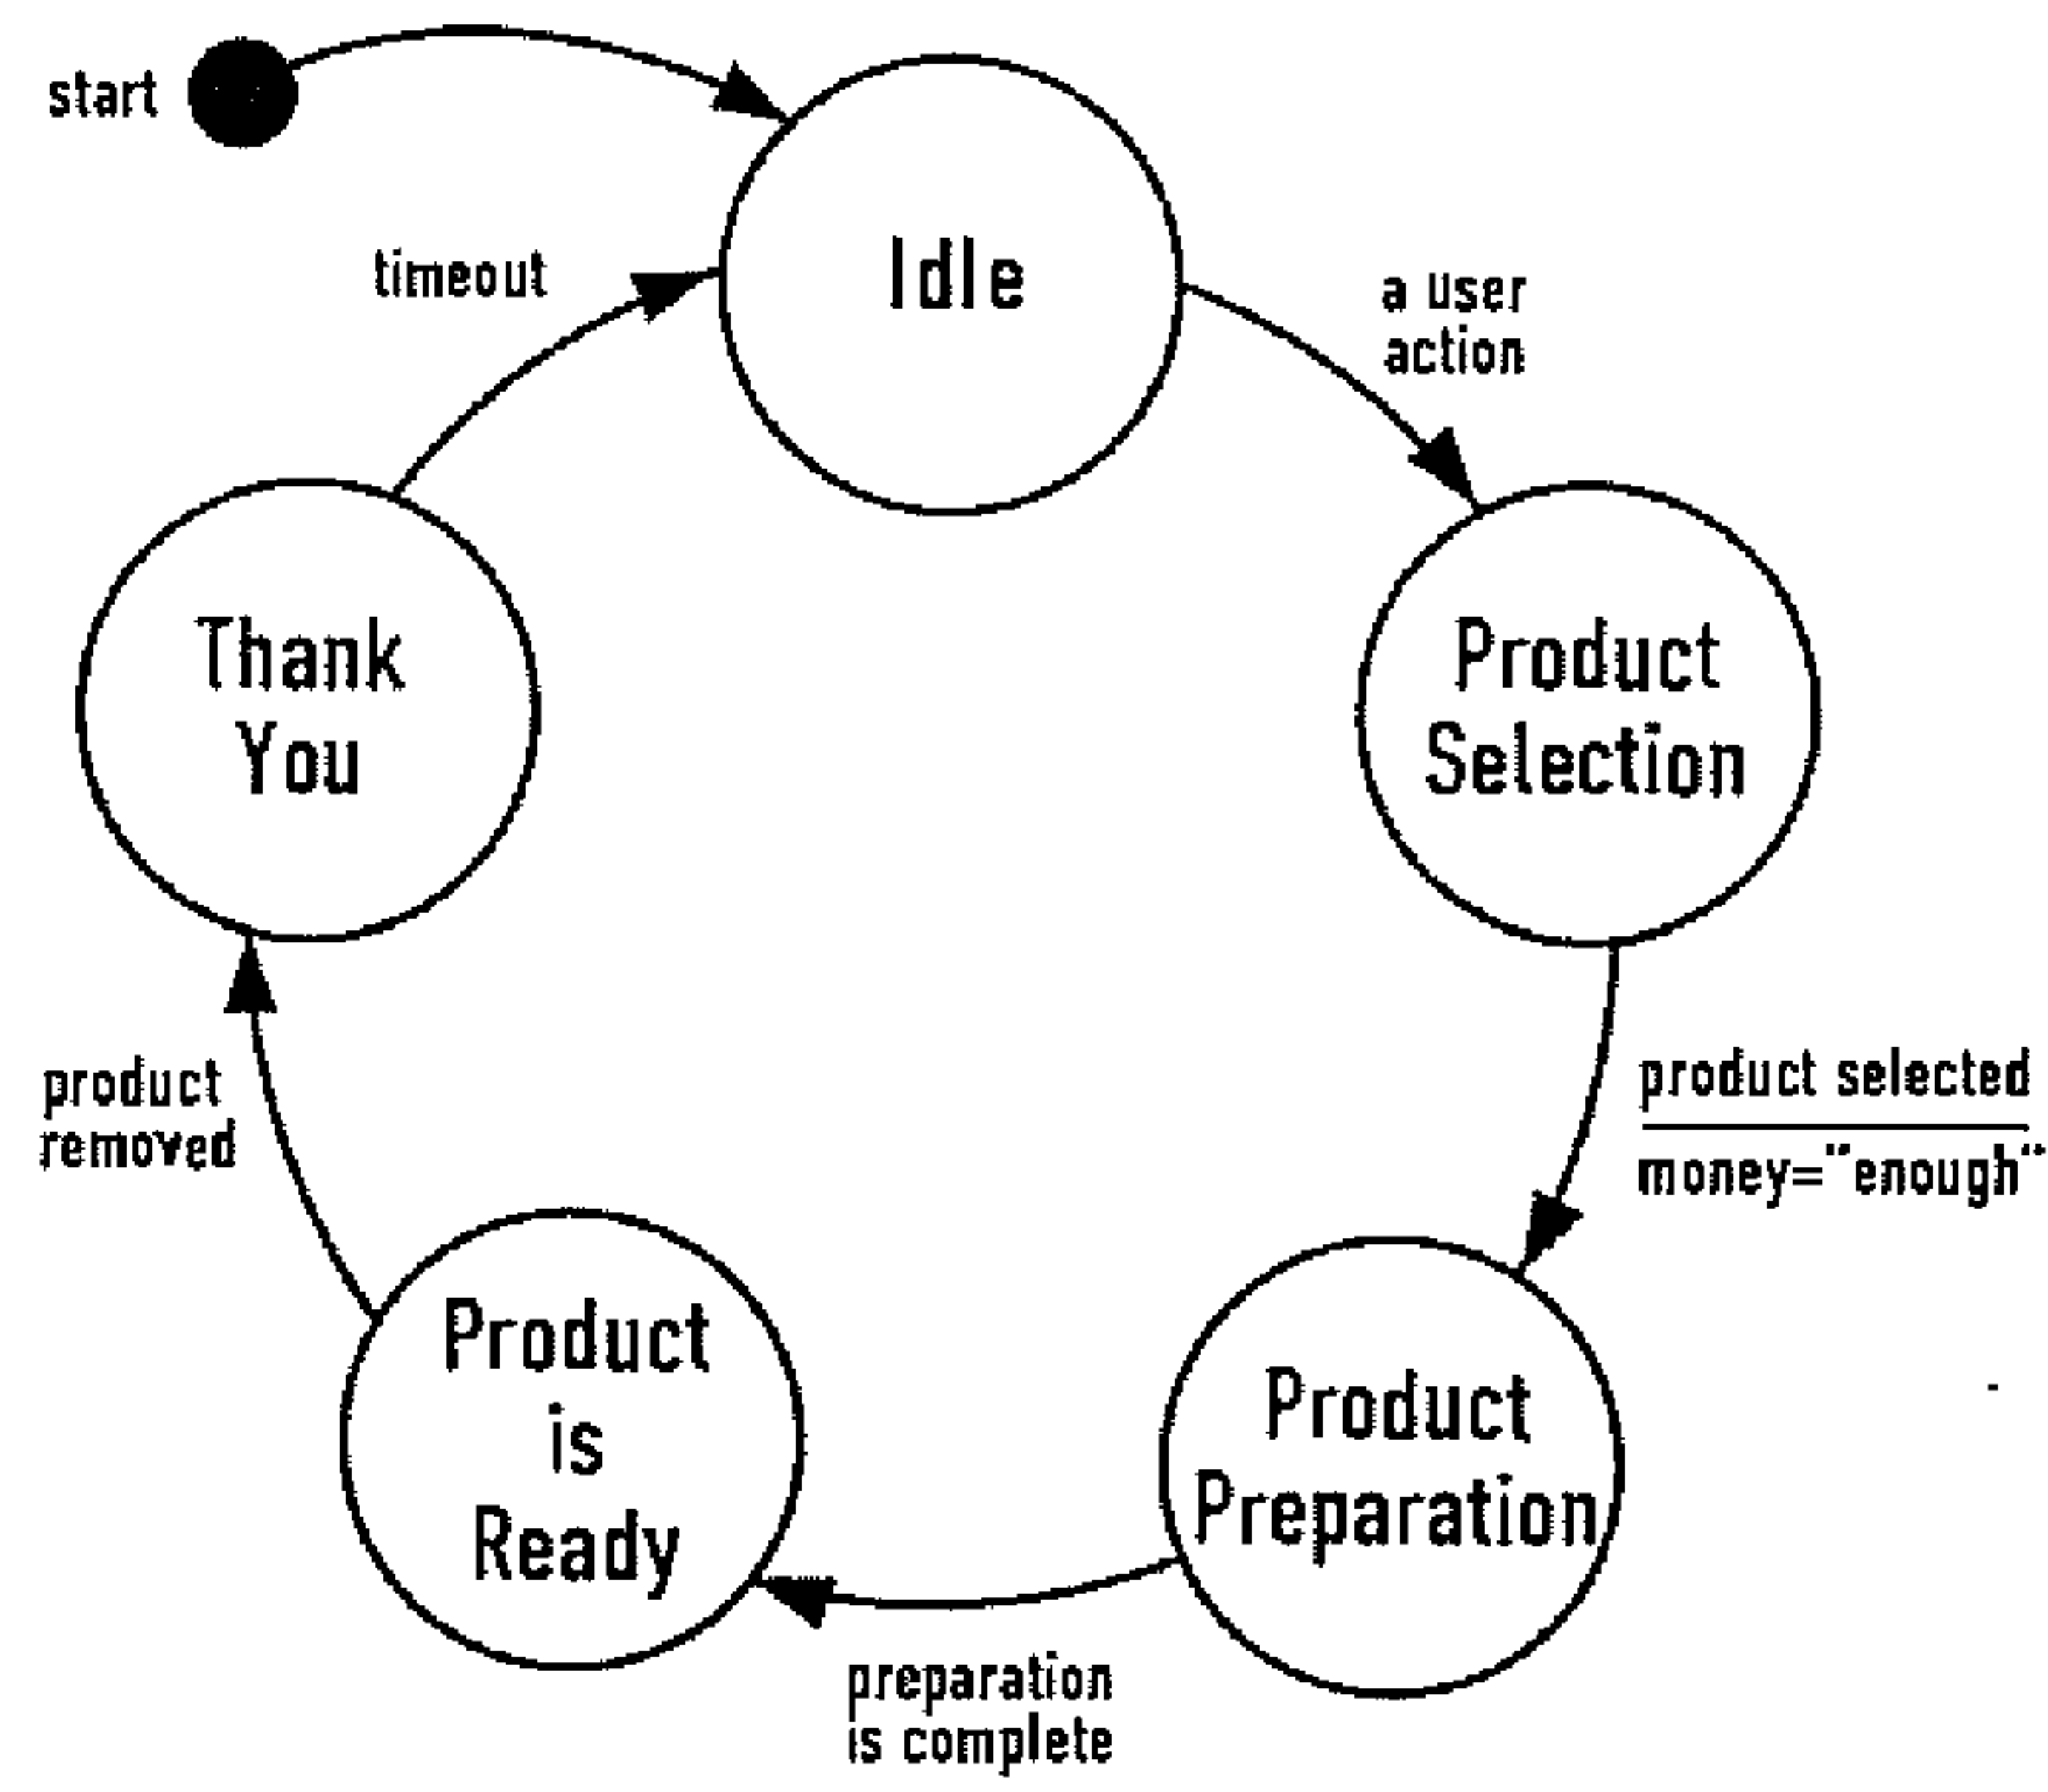 start
Idle
timeout
a user
action
Thank
You
Product
Selection
product selected
money="enough"
product
removed
Product
is
Ready
Product
Preparation
preparation
is complete